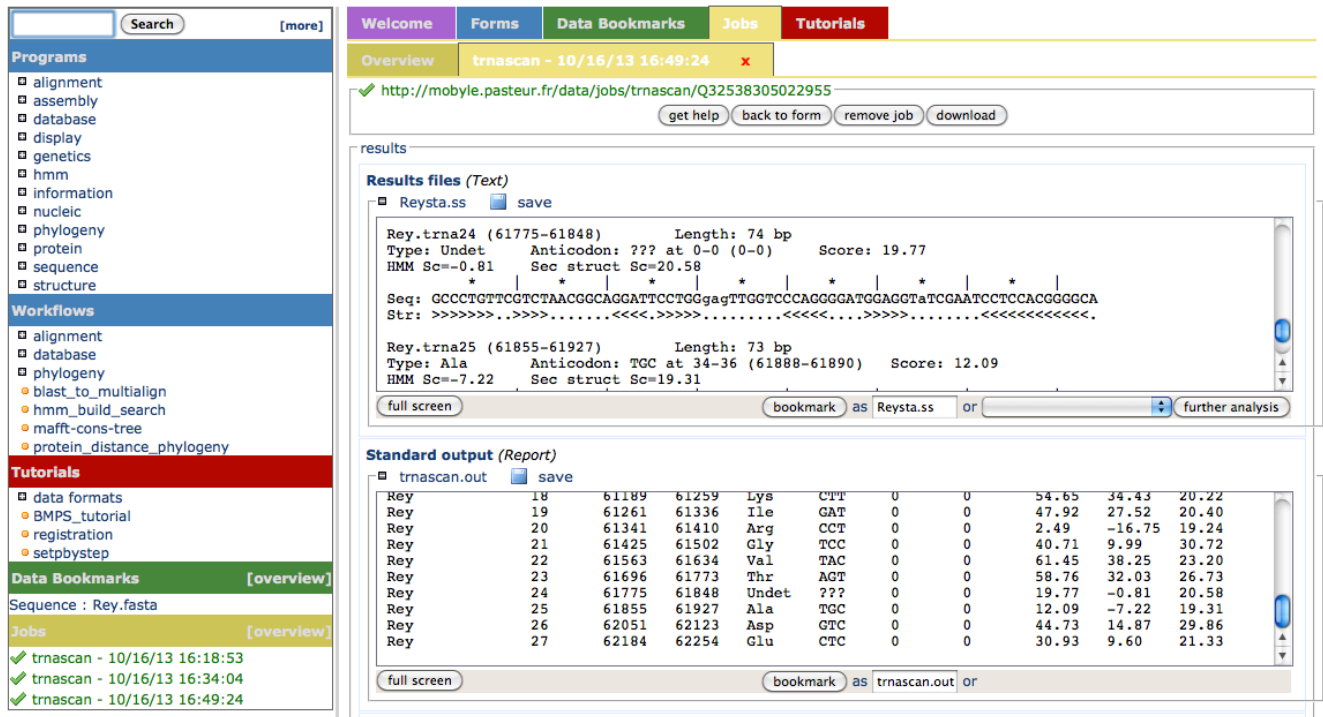 Search [more]
Programs
alignment
assembly
database
display
genetics
hmm
information
nucleic
phylogeny
protein
sequence
structure
Workflows
alignment
database
phylogeny
blast_to_multialign
hmm_build_search
mafft-cons-tree
protein_distance_phylogeny
Tutorials
data formats
BMPS_tutorial
registration
setpbystep
Data Bookmarks [overview]
Sequence : Rey.fasta
Jobs [overview]
trnascan - 10/16/13 16:18:53
trnascan - 10/16/13 16:34:04
trnascan - 10/16/13 16:49:24
Welcome Forms Data Bookmarks Jobs Tutorials
Overview trnascan - 10/16/13 16:49:24 x
http://mobyle.pasteur.fr/data/jobs/trnascan/Q32538305022955
get help back to form remove job download
results
Results files (Text)
Reysta.ss save
Rey.trna24 (61775-61848) Length: 74 bp
Type: Undet Anticodon: ??? at 0-0 (0-0) Score: 19.77
HMM Sc=-0.81 Sec struct Sc=20.58
* | * | * | * | * | * | * |
Seq: GCCCTGTTCGTCTAACGGCAGGATTCCTGGgagTTGGTCCCAGGGGATGGAGGTaTCGAATCCTCCACGGGGCA
Str: >>>>>>>..>>>>.......<<<<.>>>>>.........<<<<<....>>>>>.......<<<<<<<<<<<<.
Rey.trna25 (61855-61927) Length: 73 bp
Type: Ala Anticodon: TGC at 34-36 (61888-61890) Score: 12.09
HMM Sc=-7.22 Sec struct Sc=19.31
full screen bookmark as Reysta.ss or further analysis
Standard output (Report)
trnascan.out save
Rey 18 61189 61259 Lys CTT 0 0 54.65 34.43 20.22
Rey 19 61261 61336 Ile GAT 0 0 47.92 27.52 20.40
Rey 20 61341 61410 Arg CCT 0 0 2.49 -16.75 19.24
Rey 21 61425 61502 Gly TCC 0 0 40.71 9.99 30.72
Rey 22 61563 61634 Val TAC 0 0 61.45 38.25 23.20
Rey 23 61696 61773 Thr AGT 0 0 58.76 32.03 26.73
Rey 24 61775 61848 Undet ??? 0 0 19.77 -0.81 20.58
Rey 25 61855 61927 Ala TGC 0 0 12.09 -7.22 19.31
Rey 26 62051 62123 Asp GTC 0 0 44.73 14.87 29.86
Rey 27 62184 62254 Glu CTC 0 0 30.93 9.60 21.33
full screen bookmark as trnascan.out or